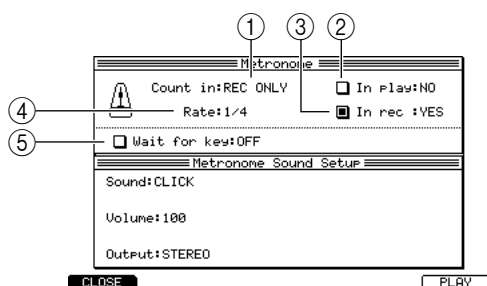 ① ③ ②
Metronome
Count in:REC ONLY In play:NO
④ Rate:1/4 In rec :YES
⑤ Wait for key:OFF
Metronome Sound Setup
Sound:CLICK
Volume:100
Output:STEREO
CLOSE PLAY